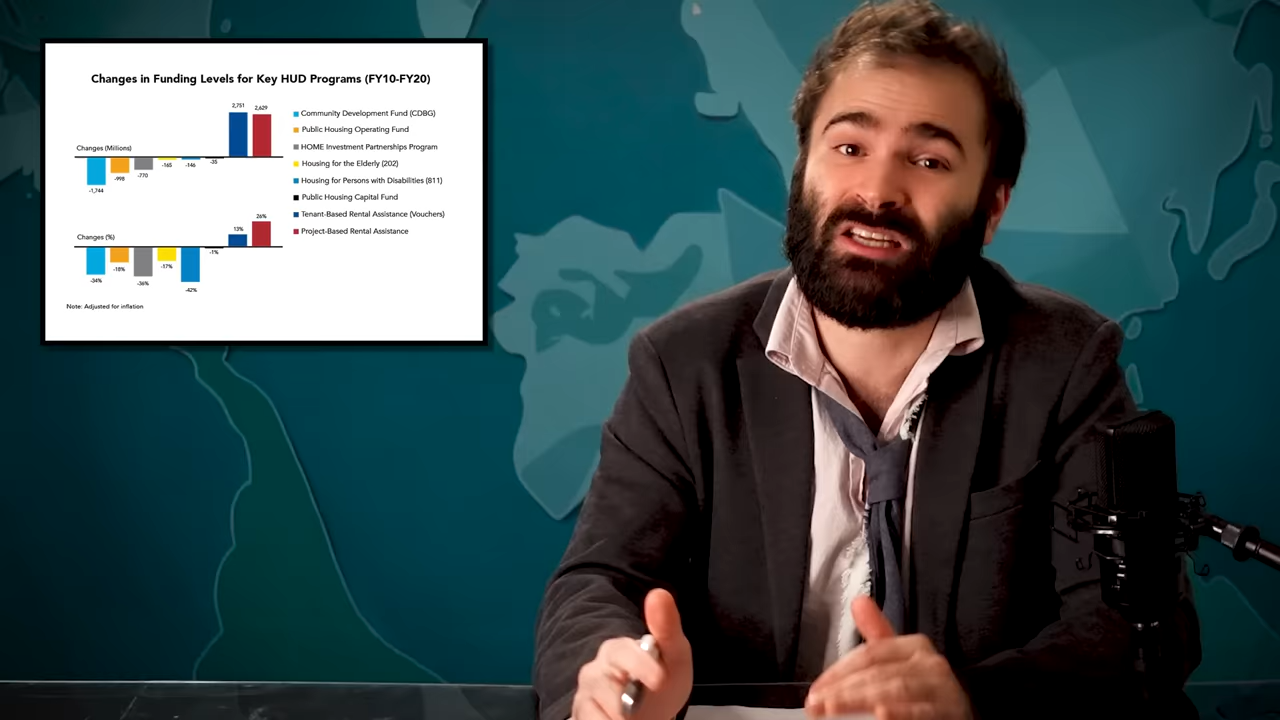 Changes in Funding Levels for Key HUD Programs (FY10-FY20)
2,751
2,629
Changes (Millions)
-1,744
-998
-770
-165
-146
-35
Community Development Fund (CDBG)
Public Housing Operating Fund
HOME Investment Partnerships Program
Housing for the Elderly (202)
Housing for Persons with Disabilities (811)
Public Housing Capital Fund
Tenant-Based Rental Assistance (Vouchers)
Project-Based Rental Assistance
Changes (%)
13%
26%
-34%
-18%
-36%
-17%
-42%
-1%
Note: Adjusted for inflation